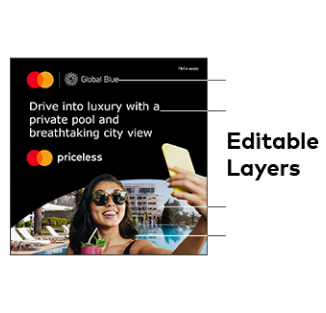 Global Blue
T&Cs apply
Drive into luxury with a
private pool and
breathtaking city view
priceless
Editable
Layers